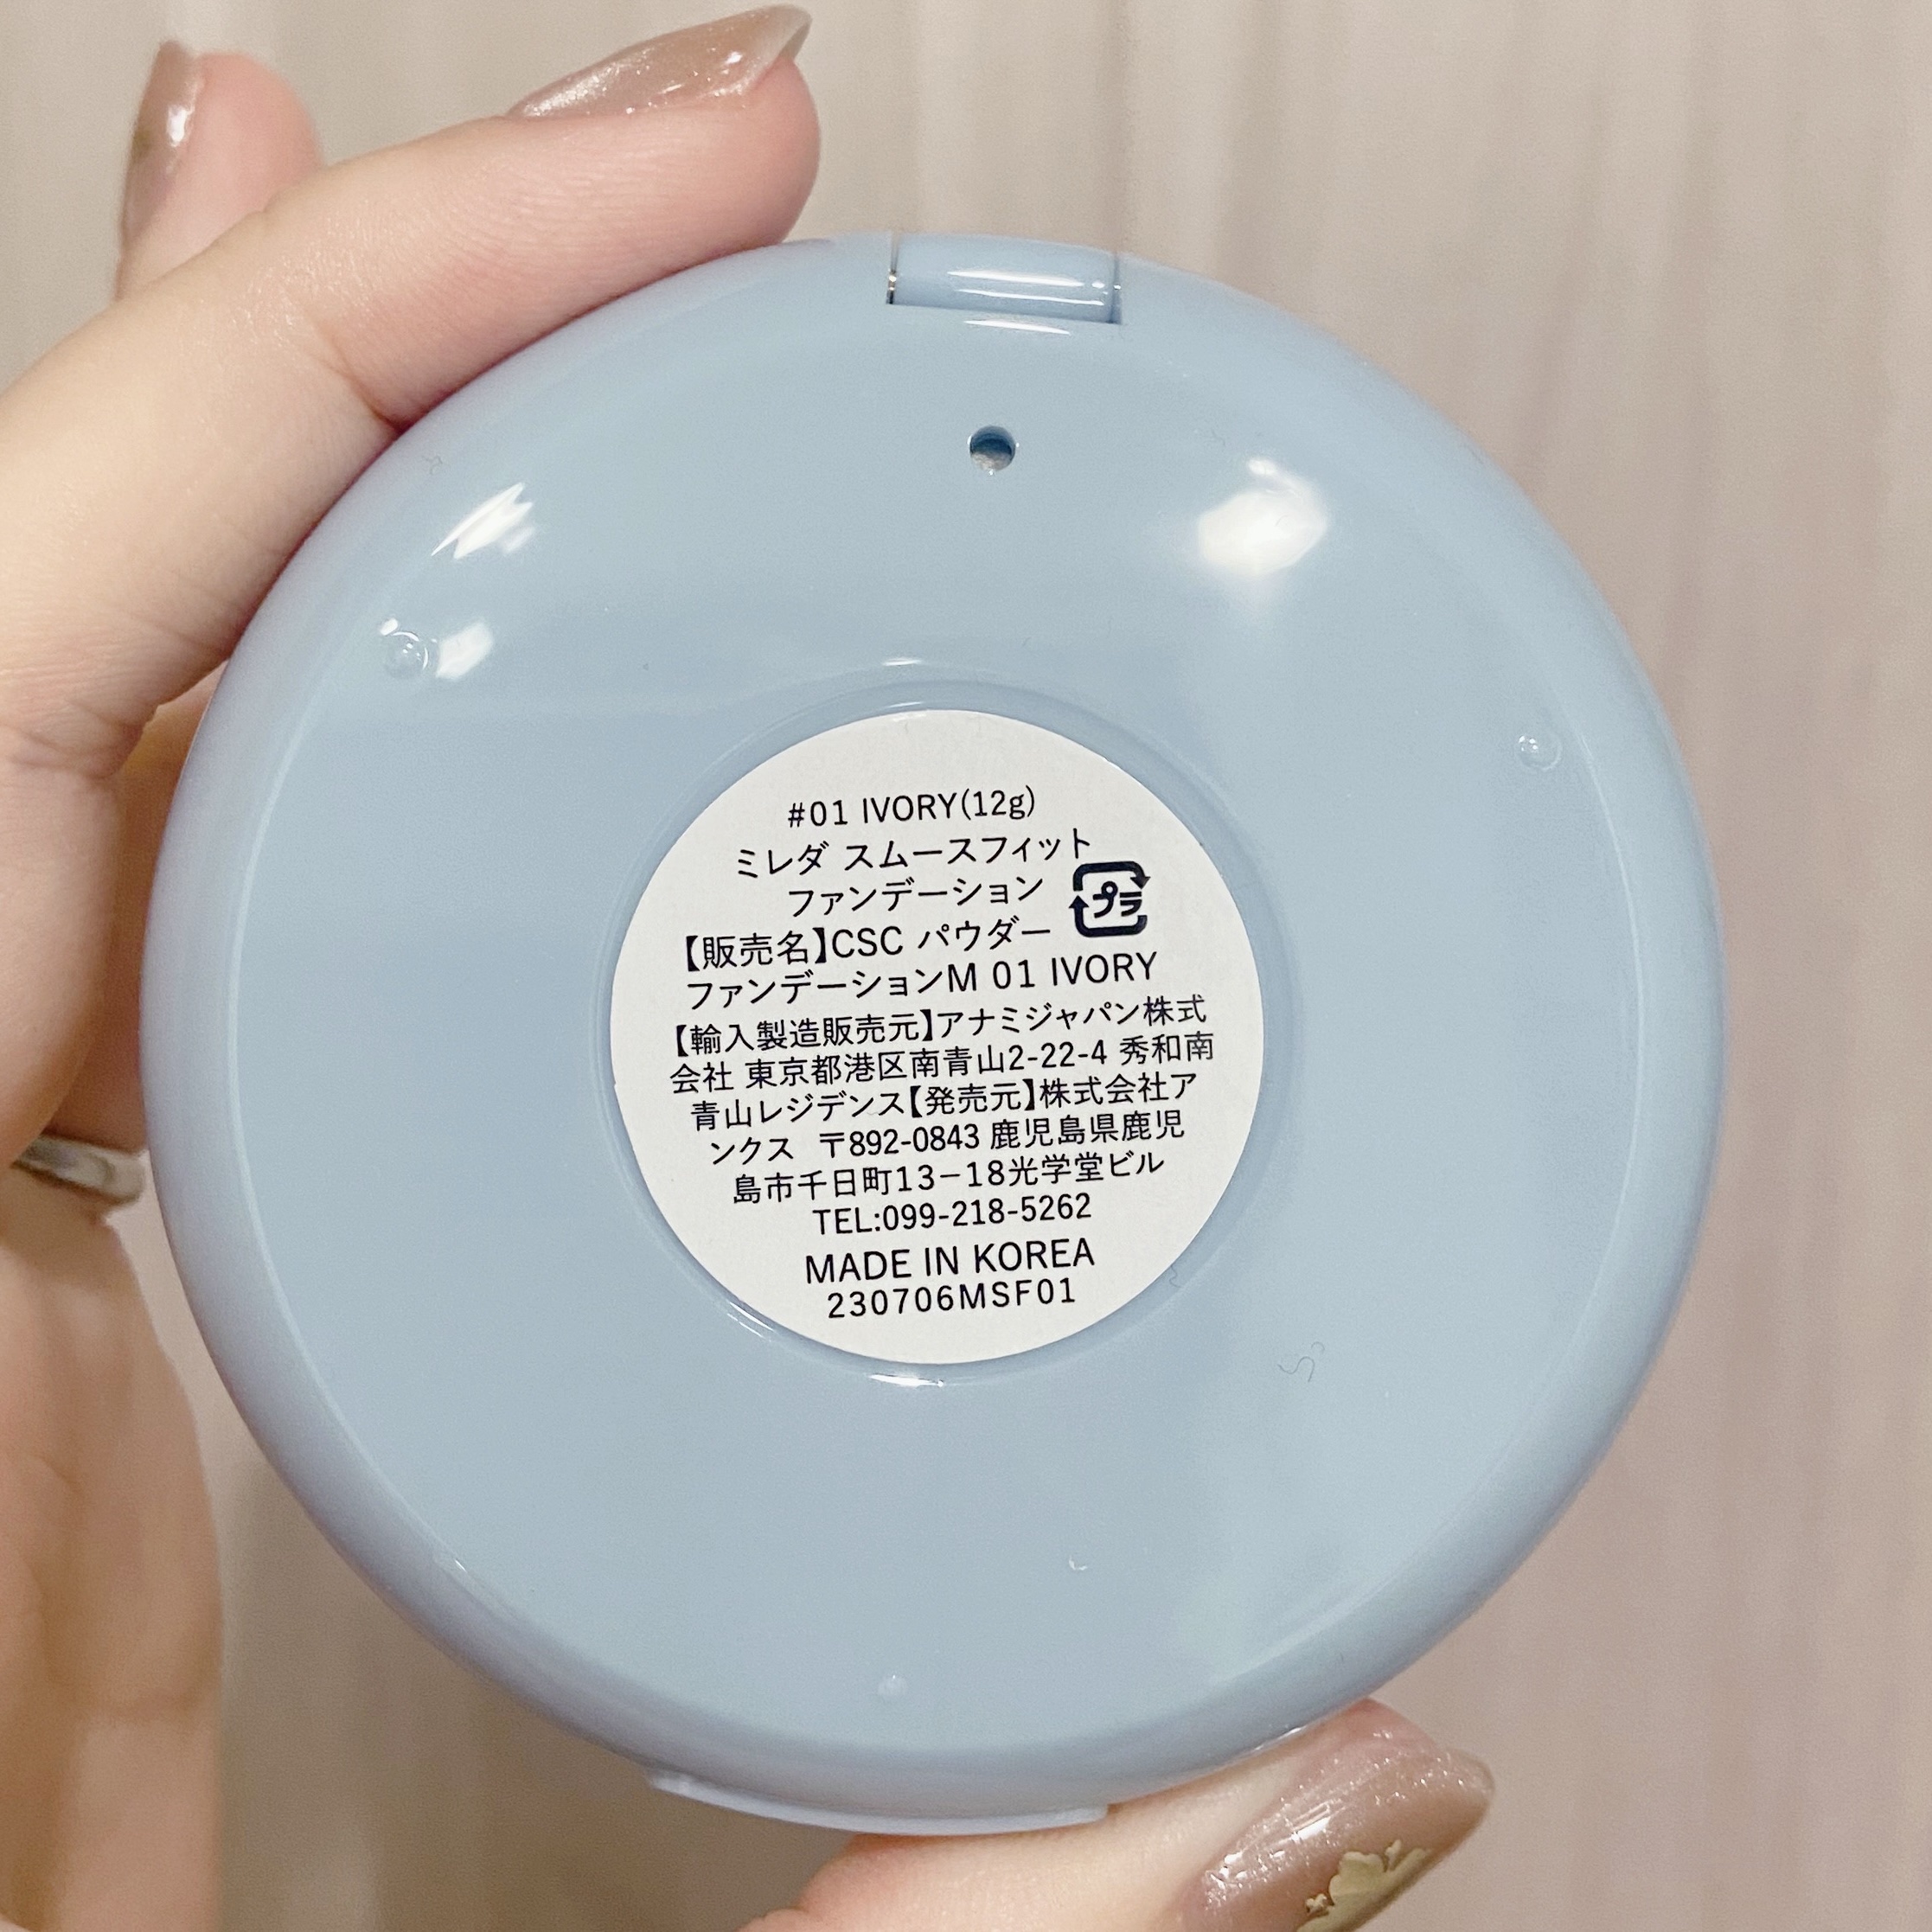 #01 IVORY(12g)
ミレダ スムースフィット
ファンデーション
プラ
【販売名】CSC パウダー
ファンデーションM 01 IVORY
【輸入製造販売元】アナミジャパン株式
会社 東京都港区南青山2-22-4 秀和南
青山レジデンス【発売元】株式会社ア
ンクス 〒892-0843 鹿児島県鹿児
島市千日町13−18光学堂ビル
TEL:099-218-5262
MADE IN KOREA
230706MSF01